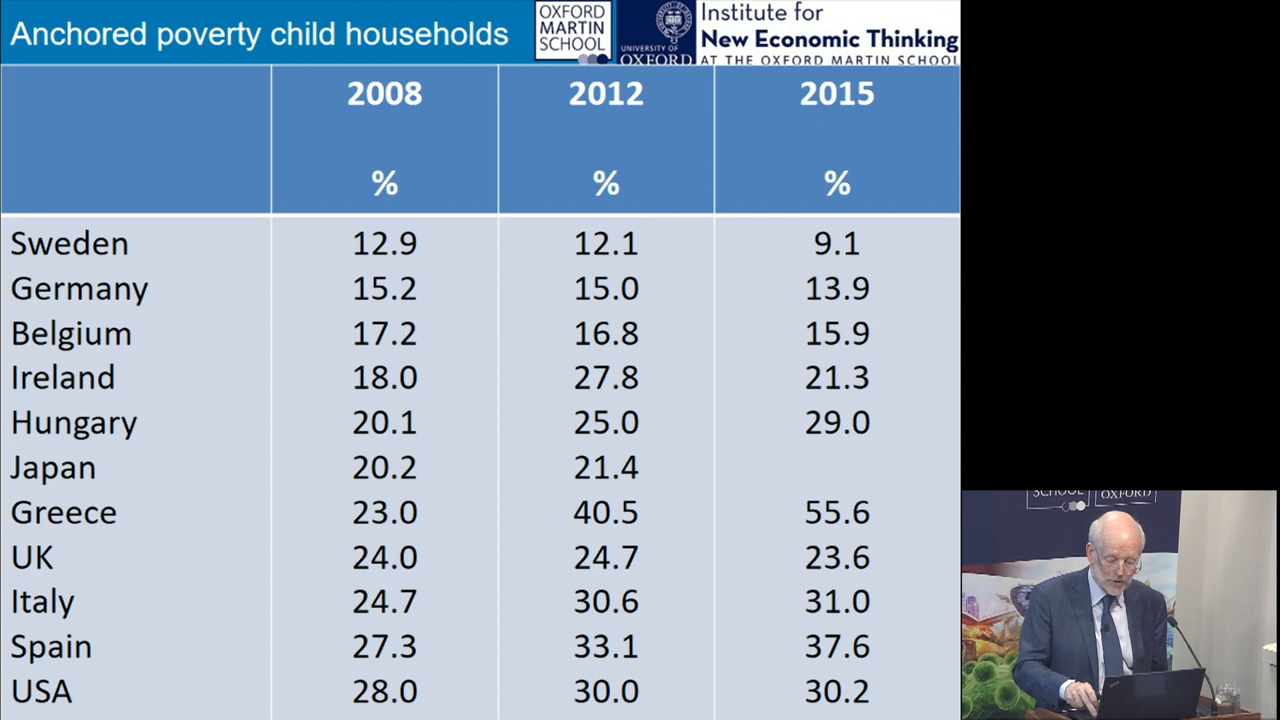 Anchored poverty child households
OXFORD
MARTIN
SCHOOL
UNIVERSITY OF
OXFORD
Institute for
New Economic Thinking
AT THE OXFORD MARTIN SCHOOL
2008 2012 2015
% % %
Sweden 12.9 12.1 9.1
Germany 15.2 15.0 13.9
Belgium 17.2 16.8 15.9
Ireland 18.0 27.8 21.3
Hungary 20.1 25.0 29.0
Japan 20.2 21.4
Greece 23.0 40.5 55.6
UK 24.0 24.7 23.6
Italy 24.7 30.6 31.0
Spain 27.3 33.1 37.6
USA 28.0 30.0 30.2
SCHOOL OXFORD